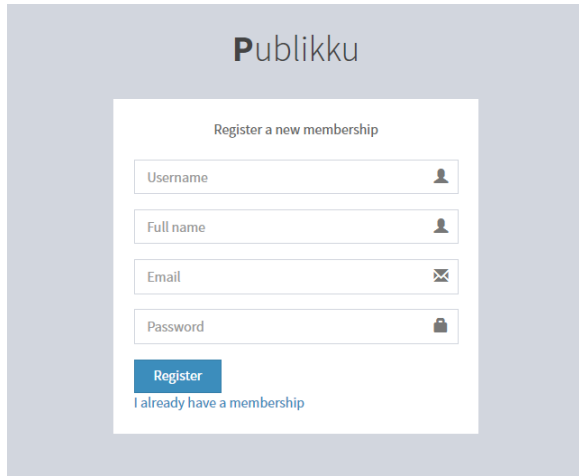 Publikku
Register a new membership
Username
Full name
Email
Password
Register
I already have a membership